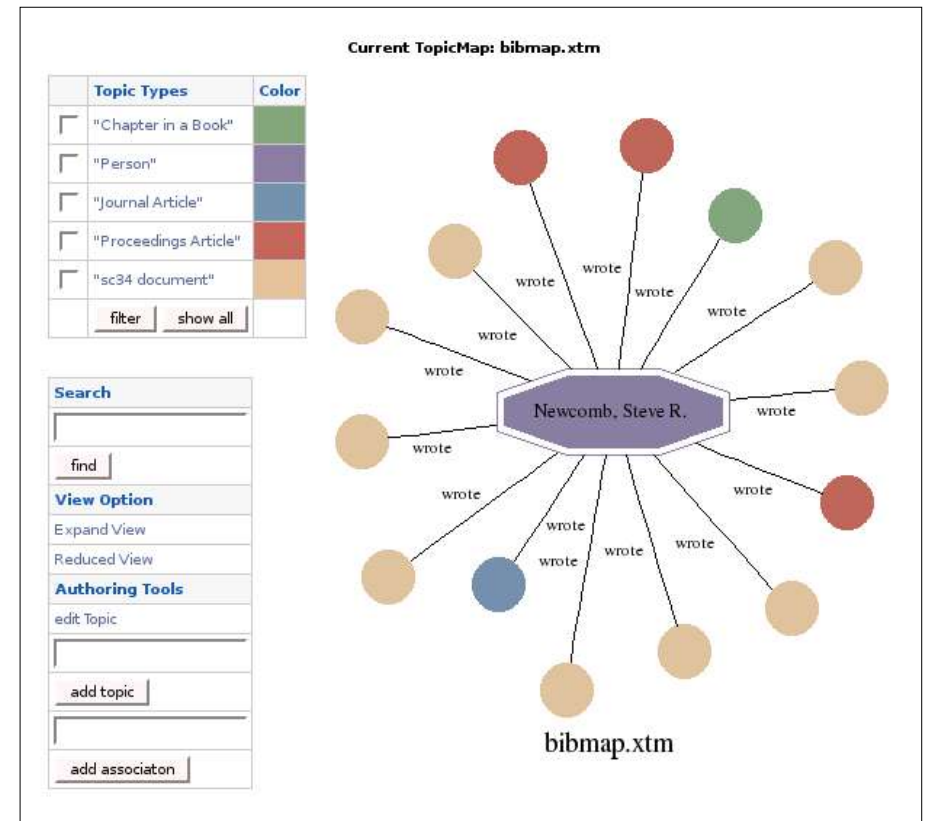 Current TopicMap: bibmap.xtm
Topic Types Color
"Chapter in a Book"
"Person"
"Journal Article"
"Proceedings Article"
"sc34 document"
filter show all
Search
find
View Option
Expand View
Reduced View
Authoring Tools
edit Topic
add topic
add associaton
wrote
wrote
wrote
wrote
wrote
wrote
Newcomb, Steve R.
wrote
wrote
wrote
wrote
wrote
wrote
wrote
wrote
bibmap.xtm